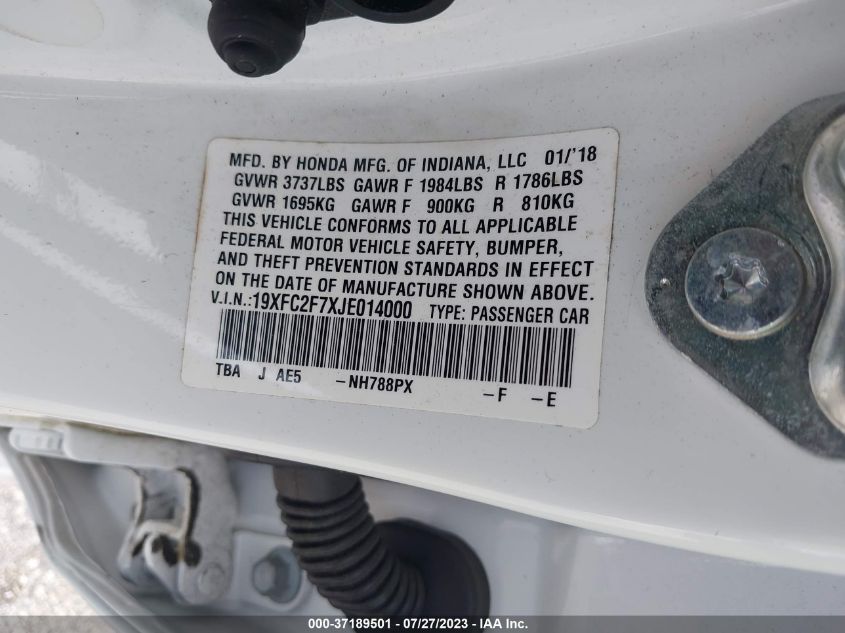 MFD. BY HONDA MFG. OF INDIANA, LLC 01/'18
GVWR 3737LBS GAWR F 1984LBS R 1786LBS
GVWR 1695KG GAWR F 900KG R 810KG
THIS VEHICLE CONFORMS TO ALL APPLICABLE
FEDERAL MOTOR VEHICLE SAFETY, BUMPER,
AND THEFT PREVENTION STANDARDS IN EFFECT
ON THE DATE OF MANUFACTURE SHOWN ABOVE.
V.I.N.:19XFC2F7XJE014000 TYPE: PASSENGER CAR
TBA J AE5 -NH788PX -F -E
000-37189501 - 07/27/2023 - IAA Inc.